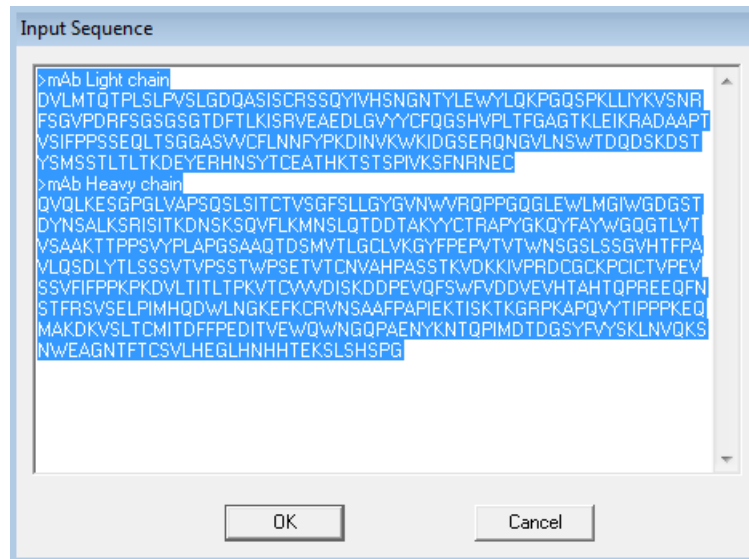 Input Sequence
>mAb Light chain
DVLMTQTPLSLPVSLGDQASISCRSSQYIVHSNGNTYLEWYLQKPGQSPKLLIYKVSNR
FSGVPDRFSGSGSGTDFTLKISRVEAEDLGVYYCFQGSHVPLTFGAGTKLEIKRADAAPT
VSIFPPSSEQLTSGGASVVCFLNNFYPKDINVKWKIDGSERQNGVLNSWTDQDSKDST
YSMSSTLTLTKDEYERHNSYTCEATHKTSTSPIVKSFNRNEC
>mAb Heavy chain
QVQLKESGPGLVAPSQSLSITCTVSGFSLLGYGVNWVRQPPGQGLEWLMGIWGDGST
DYNSALKSRISITKDNSKSQVFLKMNSLQTDDTAKYYCTRAPYGKQYFAYWGQGTLVT
VSAAKTTPPSVYPLAPGSAAQTDSMVTLGCLVKGYFPEPVTVTWNSGSLSSGVHTFPA
VLQSDLYTLSSSVTVPSSTWPSETVTCNVAHPASSTKVDKKIVPRDCGCKPCICTVPEV
SSVFIFPPKPKDVLTITLTPKVTCVVVDISKDDPEVQFSWFVDDVEVHTAHTQPREEQFN
STFRSVSELPIMHQDWLNGKEFKCRVNSAAFPAPIEKTISKTKGRPKAPQVYTIPPPKEQ
MAKDKVSLTCMITDFFPEDITVEWQWNGQPAENYKNTQPIMDTDGSYFVYSKLNVQKS
NWEAGNTFTCSVLHEGLHNHHTEKSLSHSPG
OK
Cancel